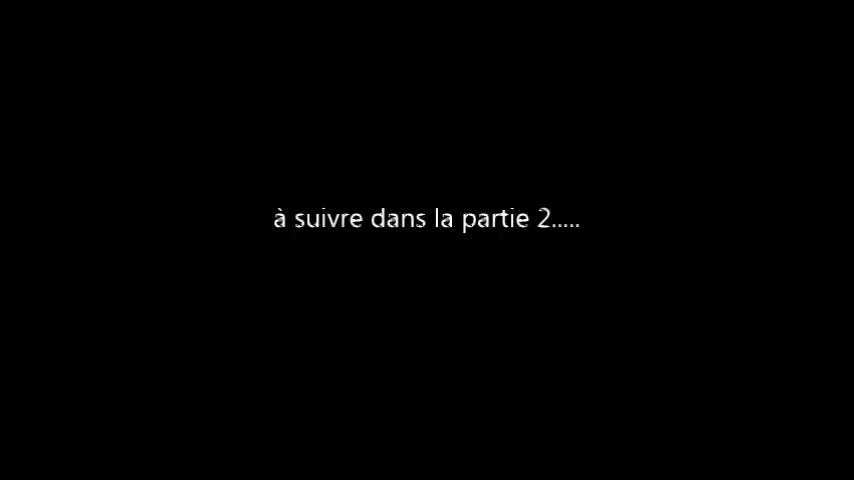 à suivre dans la partie 2.....